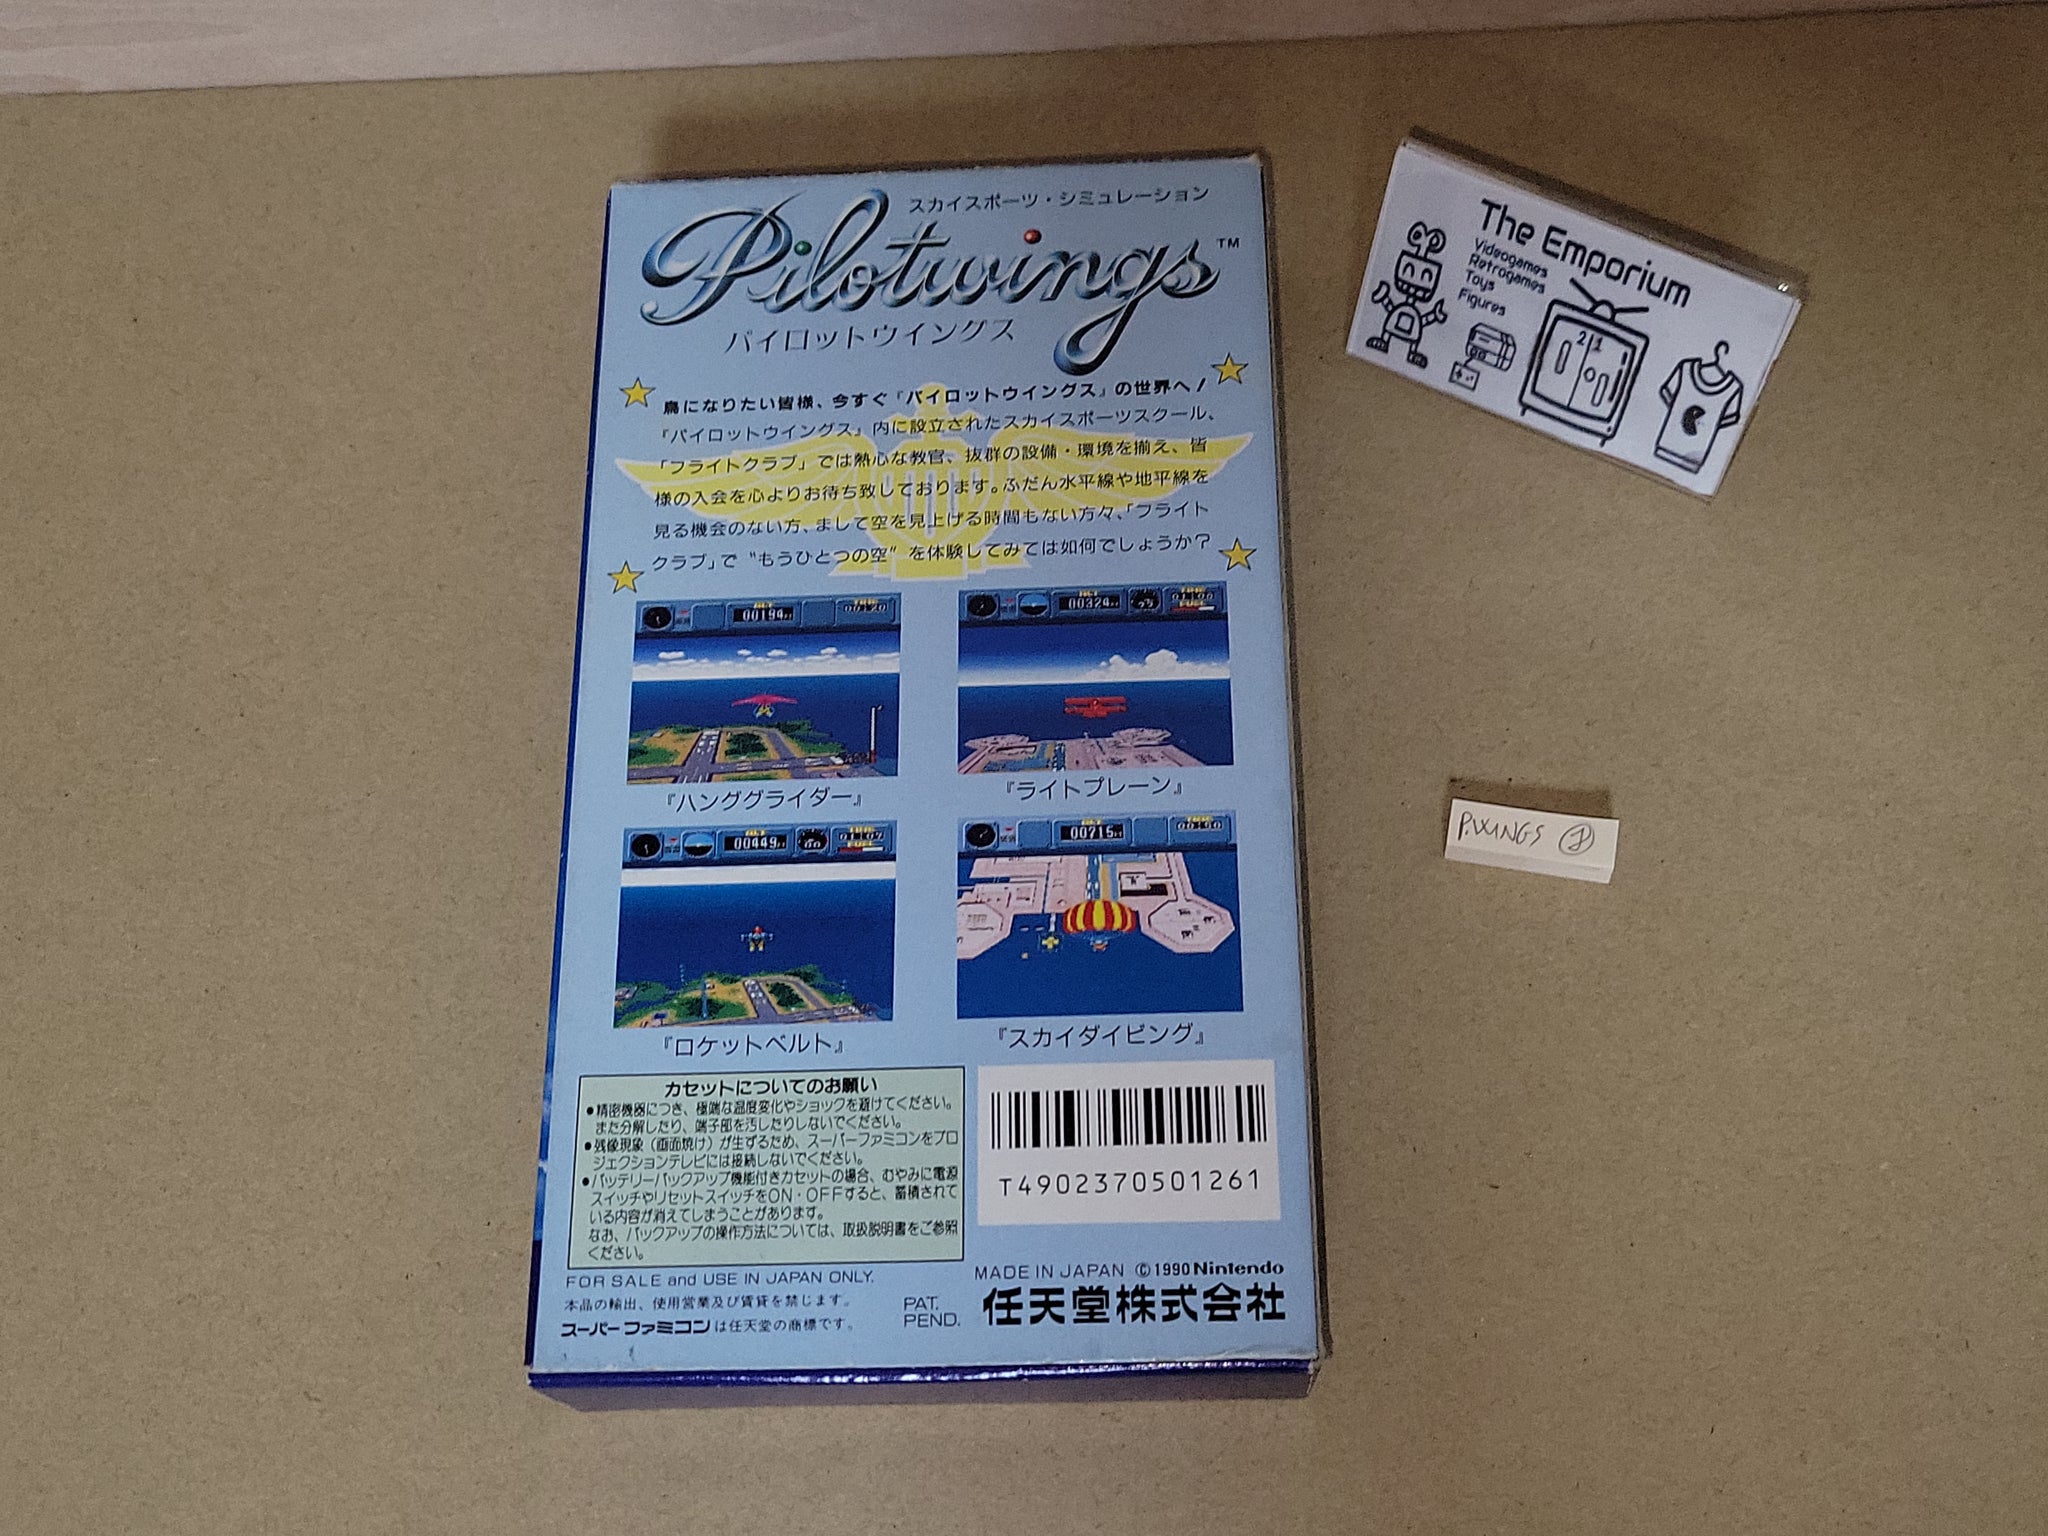 スカイスポーツ・シミュレーション
Pilotwings™
パイロットウイングス
鳥になりたい皆様、今すぐ『パイロットウイングス』の世界へ！
『パイロットウイングス』内に設立されたスカイスポーツスクール、
「フライトクラブ」では熱心な教官、抜群の設備・環境を揃え、皆
様の入会を心よりお待ち致しております。ふだん水平線や地平線を
見る機会のない方、まして空を見上げる時間もない方々、「フライト
クラブ」で“もうひとつの空”を体験してみては如何でしょうか？
ALT TIME
00194FT
ALT TIME
00324FT
FUEL
『ハンググライダー』
『ライトプレーン』
ALT TIME
00449FT
FUEL
ALT TIME
00715FT
『ロケットベルト』
『スカイダイビング』
カセットについてのお願い
●精密機器につき、極端な温度変化やショックを避けてください。
また分解したり、端子部を汚したりしないでください。
●残像現象（画面焼け）が生ずるため、スーパーファミコンをプロ
ジェクションテレビには接続しないでください。
●バッテリーバックアップ機能付きカセットの場合、むやみに電源
スイッチやリセットスイッチをON・OFFすると、蓄積されて
いる内容が消えてしまうことがあります。
なお、バックアップの操作方法については、取扱説明書をご参照
ください。
T4902370501261
FOR SALE and USE IN JAPAN ONLY.
本品の輸出、使用営業及び賃貸を禁じます。
スーパーファミコンは任天堂の商標です。
PAT.
PEND.
MADE IN JAPAN ©1990 Nintendo
任天堂株式会社
The Emporium
Videogames
Retrogames
Toys
Figures
2 1
P.WINGS